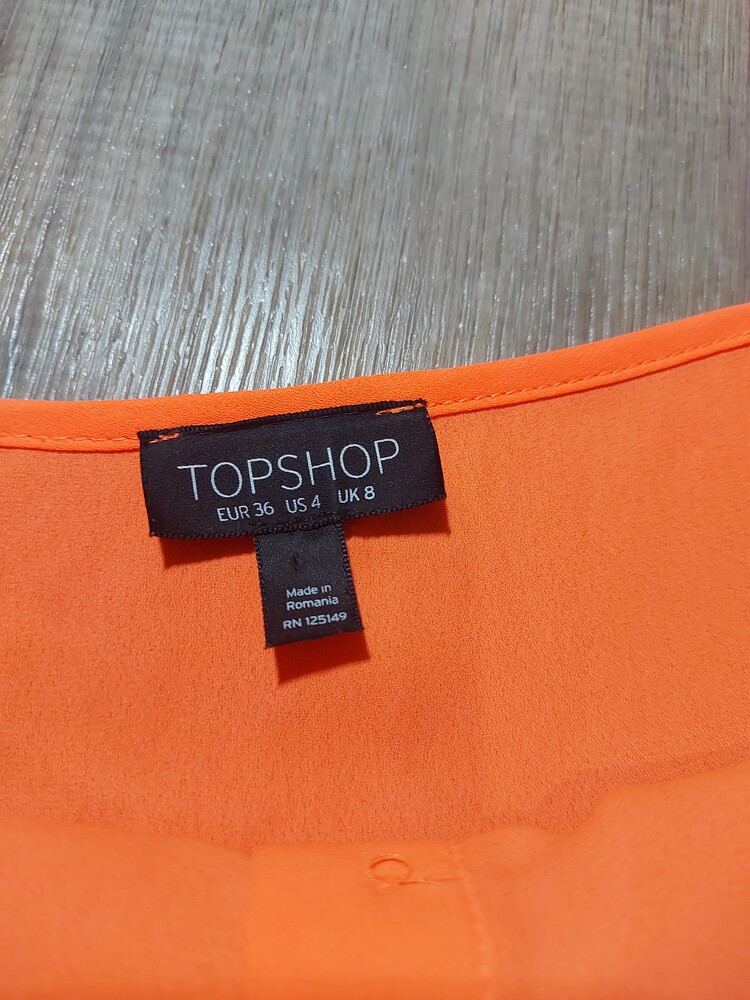 TOPSHOP
EUR 36 US 4 UK 8
Made in
Romania
RN 125149